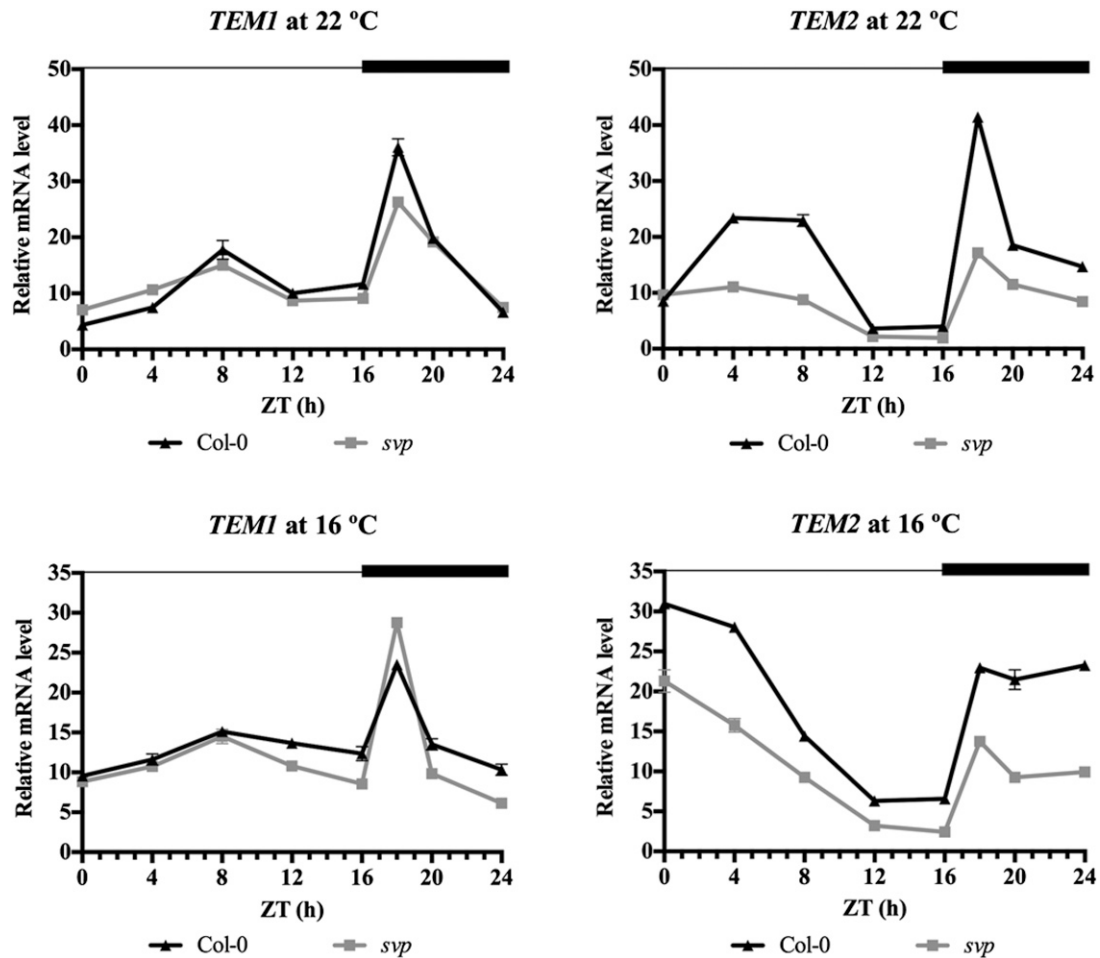 TEM1 at 22 ºC
50
40
30
20
10
0
Relative mRNA level
0 4 8 12 16 20 24
ZT (h)
Col-0 svp
TEM2 at 22 ºC
50
40
30
20
10
0
Relative mRNA level
0 4 8 12 16 20 24
ZT (h)
Col-0 svp
TEM1 at 16 ºC
35
30
25
20
15
10
5
0
Relative mRNA level
0 4 8 12 16 20 24
ZT (h)
Col-0 svp
TEM2 at 16 ºC
35
30
25
20
15
10
5
0
Relative mRNA level
0 4 8 12 16 20 24
ZT (h)
Col-0 svp